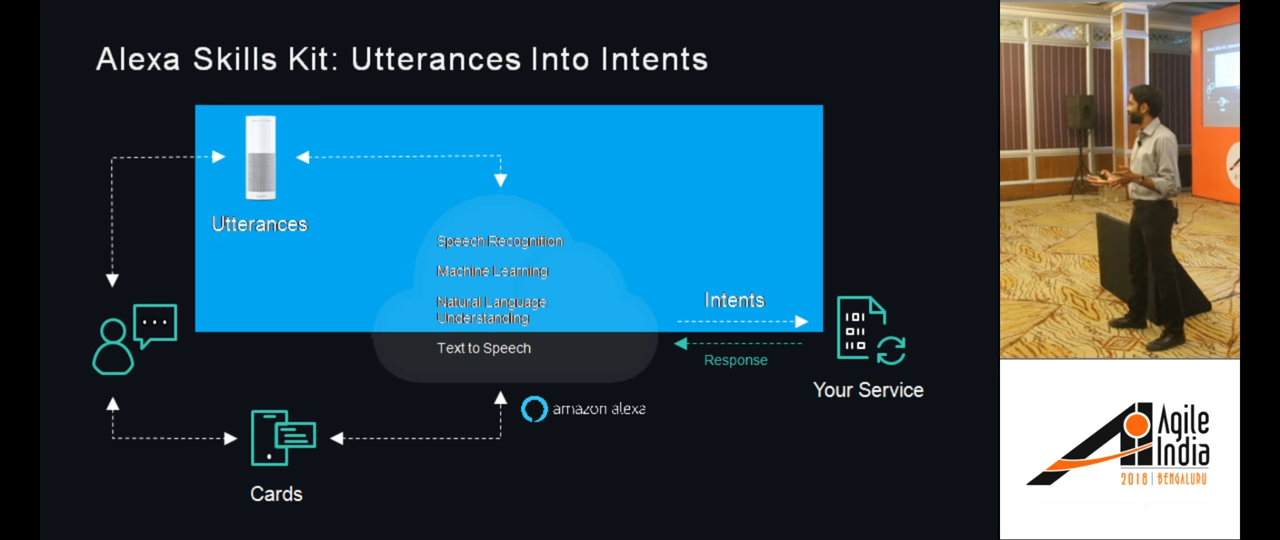 Alexa Skills Kit: Utterances Into Intents
Utterances
Speech Recognition
Machine Learning
Natural Language
Understanding
Text to Speech
Intents
Response
Your Service
amazon alexa
Cards
Agile
India
2018 | BENGALURU